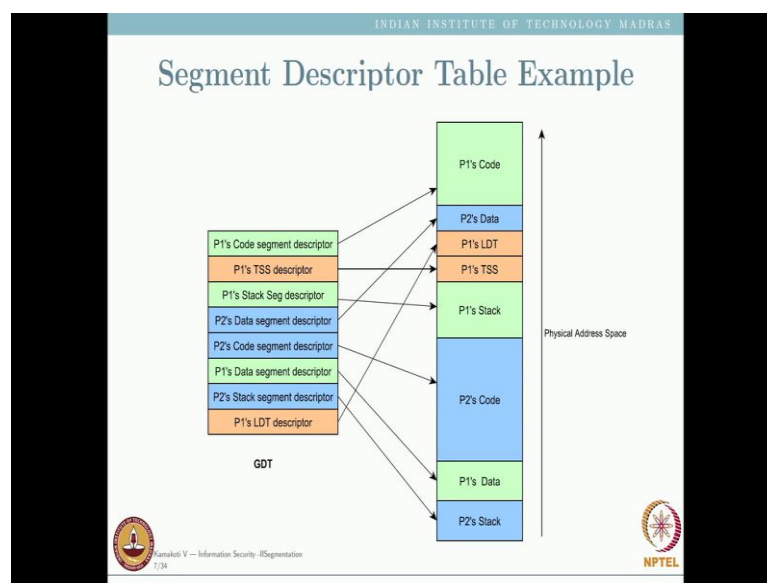 INDIAN INSTITUTE OF TECHNOLOGY MADRAS
Segment Descriptor Table Example
P1's Code segment descriptor
P1's TSS descriptor
P1's Stack Seg descriptor
P2's Data segment descriptor
P2's Code segment descriptor
P1's Data segment descriptor
P2's Stack segment descriptor
P1's LDT descriptor
GDT
P1's Code
P2's Data
P1's LDT
P1's TSS
P1's Stack
P2's Code
P1's Data
P2's Stack
Physical Address Space
Kamakoti V — Information Security -IISegmentation
7/34
NPTEL